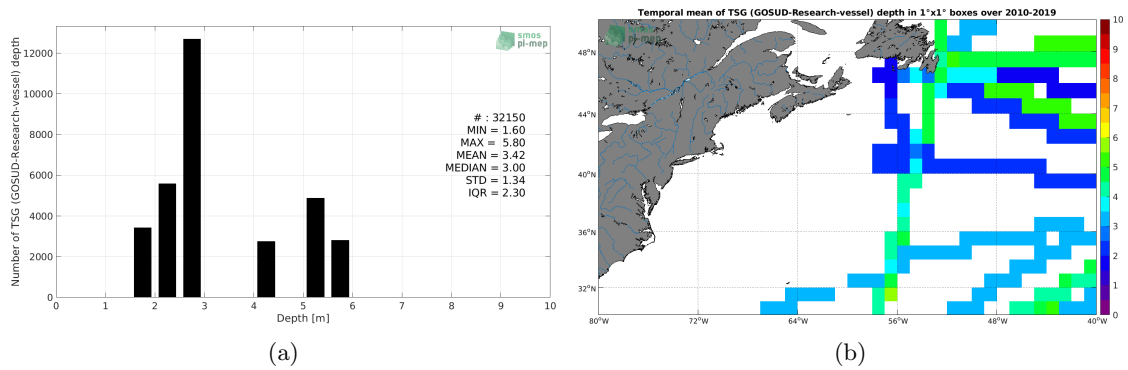 smos
pi-mep
Number of TSG (GOSUD-Research-vessel) depth
12000
10000
8000
6000
4000
2000
0
# : 32150
MIN = 1.60
MAX = 5.80
MEAN = 3.42
MEDIAN = 3.00
STD = 1.34
IQR = 2.30
0 1 2 3 4 5 6 7 8 9 10
Depth [m]
(a)
Temporal mean of TSG (GOSUD-Research-vessel) depth in 1°x1° boxes over 2010-2019
smos
pi-mep
48°N
44°N
40°N
36°N
32°N
80°W 72°W 64°W 56°W 48°W 40°W
10
9
8
7
6
5
4
3
2
1
0
(b)